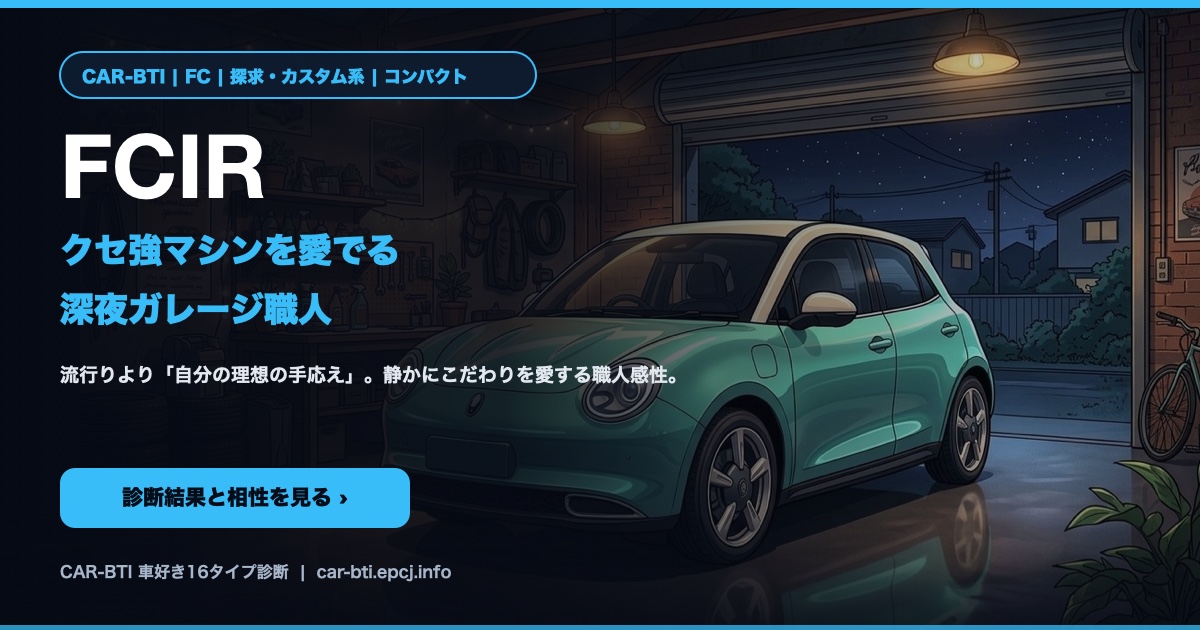 CAR-BTI | FC | 探求・カスタム系 | コンパクト
FCIR
クセ強マシンを愛でる
深夜ガレージ職人
流行りより「自分の理想の手応え」。静かにこだわりを愛する職人感性。
診断結果と相性を見る ›
CAR-BTI 車好き16タイプ診断 | car-bti.epcj.info